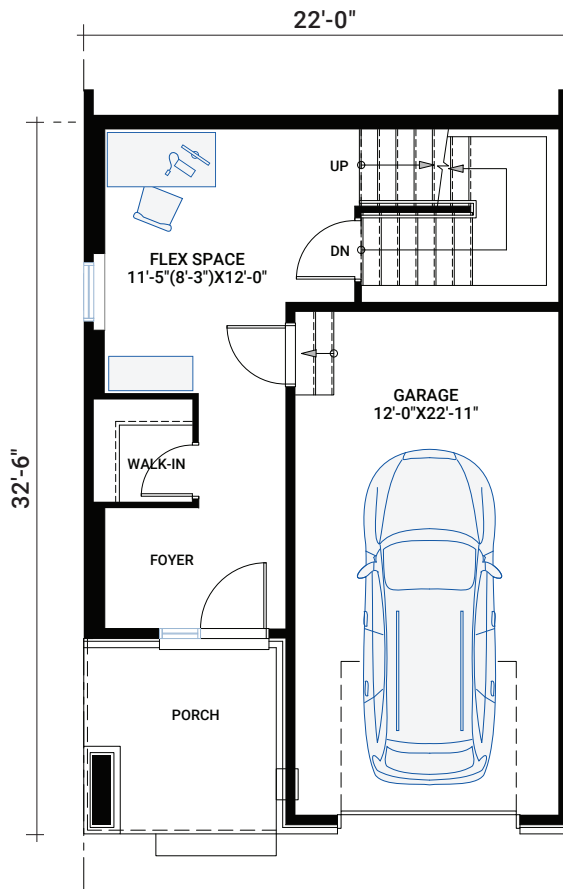 22'-0"
UP
DN
FLEX SPACE
11'-5"(8'-3")X12'-0"
GARAGE
12'-0"X22'-11"
32'-6"
WALK-IN
FOYER
PORCH